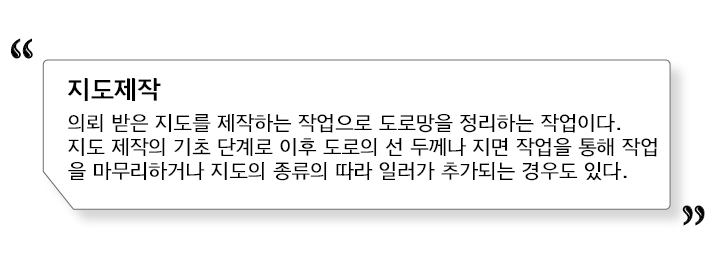 “
지도제작
의뢰 받은 지도를 제작하는 작업으로 도로망을 정리하는 작업이다.
지도 제작의 기초 단계로 이후 도로의 선 두께나 지면 작업을 통해 작업
을 마무리하거나 지도의 종류의 따라 일러가 추가되는 경우도 있다.
”